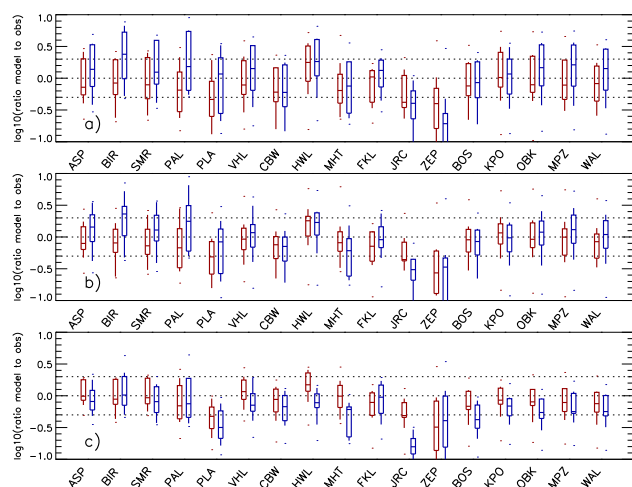 1.0
0.5
0.0
-0.5
-1.0
log10(ratio model to obs)
a)
ASP BIR SMR PAL PLA VHL CBW HWL MHT FKL JRC ZEP BOS KPO OBK MPZ WAL
1.0
0.5
0.0
-0.5
-1.0
log10(ratio model to obs)
b)
ASP BIR SMR PAL PLA VHL CBW HWL MHT FKL JRC ZEP BOS KPO OBK MPZ WAL
1.0
0.5
0.0
-0.5
-1.0
log10(ratio model to obs)
c)
ASP BIR SMR PAL PLA VHL CBW HWL MHT FKL JRC ZEP BOS KPO OBK MPZ WAL